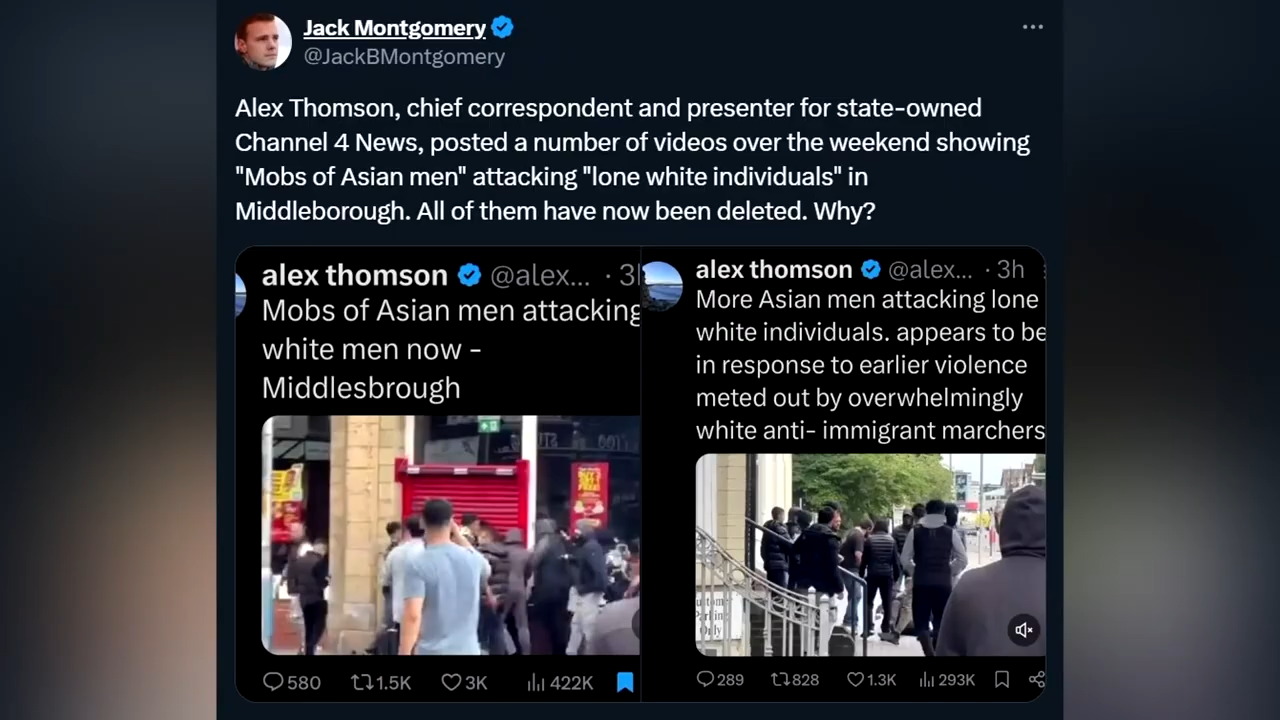 Jack Montgomery
@JackBMontgomery
Alex Thomson, chief correspondent and presenter for state-owned
Channel 4 News, posted a number of videos over the weekend showing
"Mobs of Asian men" attacking "lone white individuals" in
Middleborough. All of them have now been deleted. Why?
alex thomson @alex... · 3h
Mobs of Asian men attacking
white men now -
Middlesbrough
580 1.5K 3K 422K
alex thomson @alex... · 3h
More Asian men attacking lone
white individuals. appears to be
in response to earlier violence
meted out by overwhelmingly
white anti- immigrant marchers
Parking
Only
289 828 1.3K 293K